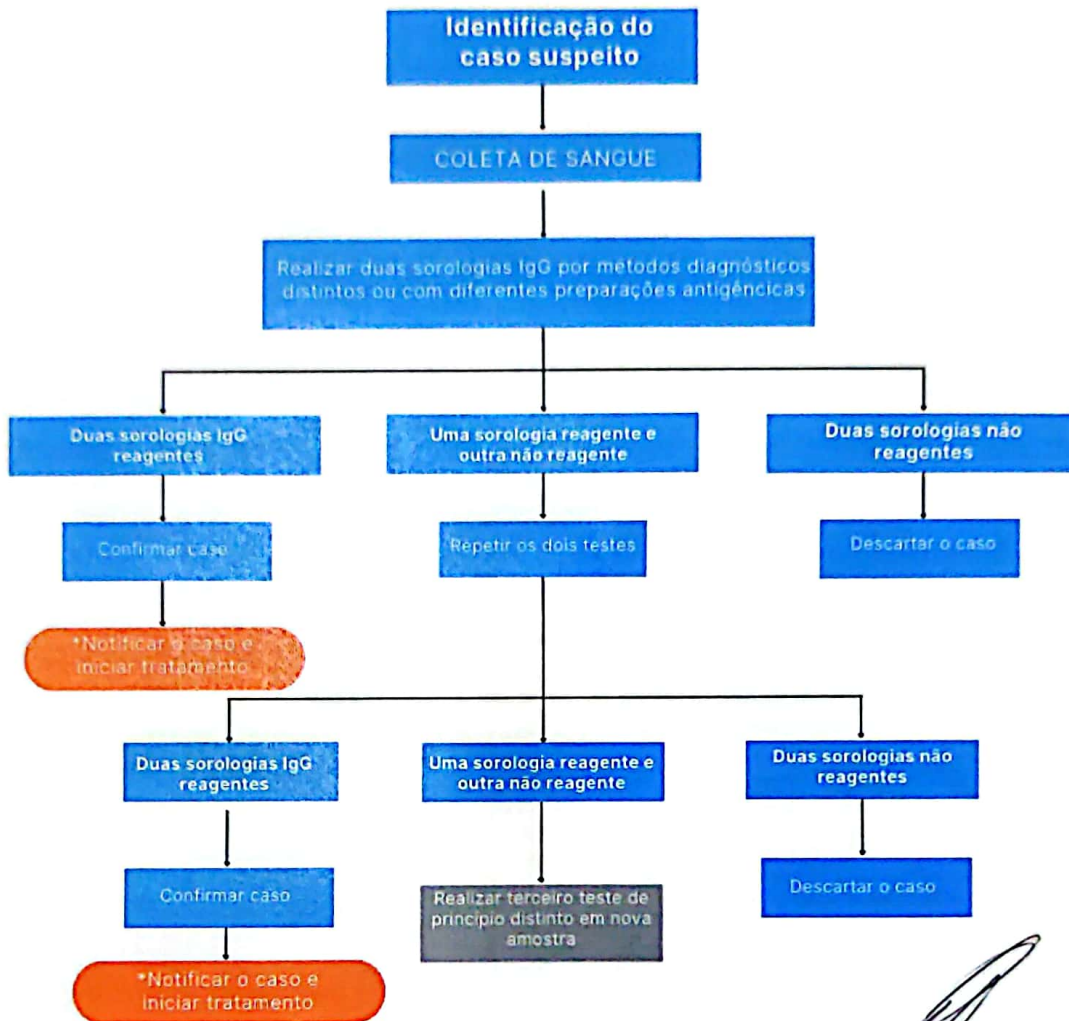 Identificação do
caso suspeito
COLETA DE SANGUE
Realizar duas sorologias IgG por métodos diagnósticos
distintos ou com diferentes preparações antigêncicas
Duas sorologias IgG
reagentes
Uma sorologia reagente e
outra não reagente
Duas sorologias não
reagentes
Confirmar caso
Repetir os dois testes
Descartar o caso
*Notificar o caso e
iniciar tratamento
Duas sorologias IgG
reagentes
Uma sorologia reagente e
outra não reagente
Duas sorologias não
reagentes
Confirmar caso
Realizar terceiro teste de
princípio distinto em nova
amostra
Descartar o caso
*Notificar o caso e
iniciar tratamento